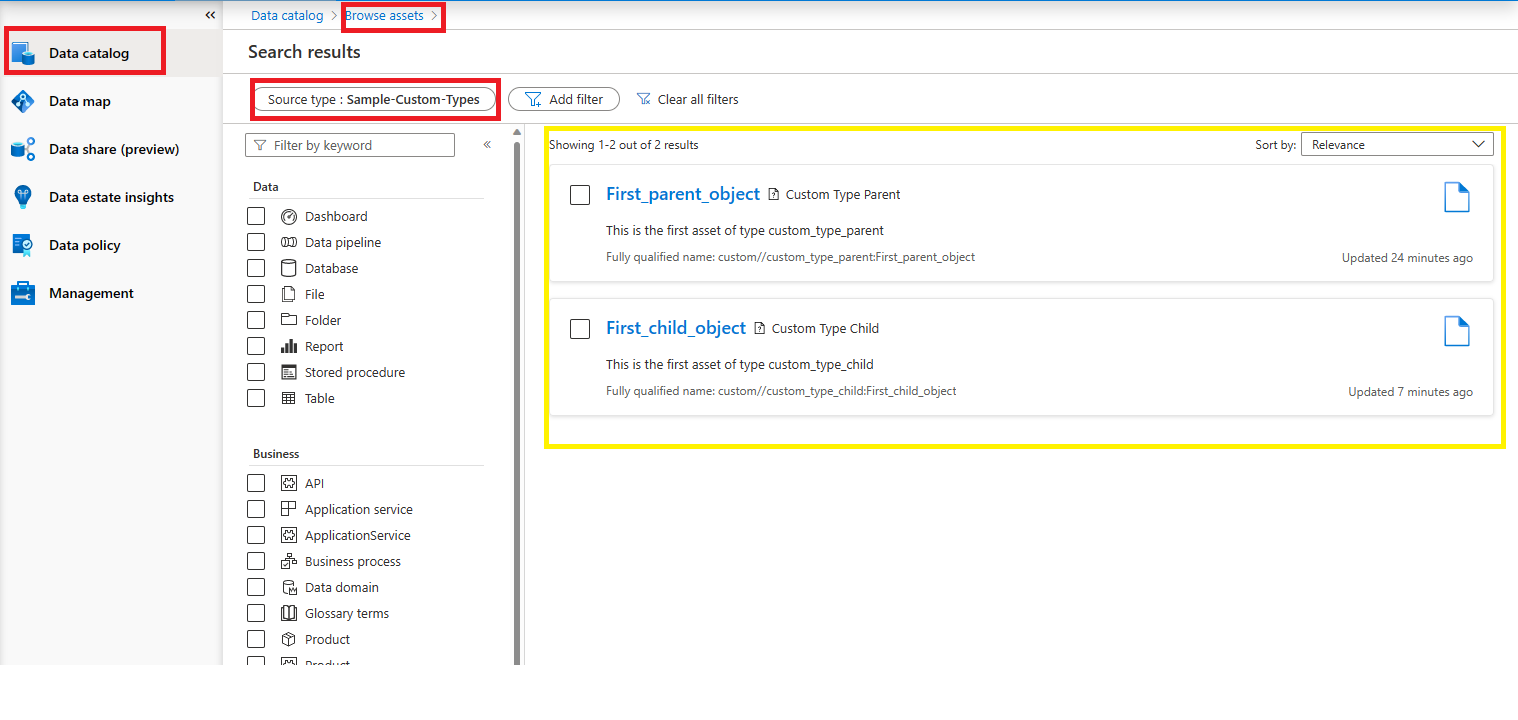 Data catalog > Browse assets >
Search results
Source type : Sample-Custom-Types
Add filter
Clear all filters
Data catalog
Data map
Data share (preview)
Data estate insights
Data policy
Management
Filter by keyword
Data
Dashboard
Data pipeline
Database
File
Folder
Report
Stored procedure
Table
Business
API
Application service
ApplicationService
Business process
Data domain
Glossary terms
Product
Product
Showing 1-2 out of 2 results
Sort by: Relevance
First_parent_object Custom Type Parent
This is the first asset of type custom_type_parent
Fully qualified name: custom//custom_type_parent:First_parent_object
Updated 24 minutes ago
First_child_object Custom Type Child
This is the first asset of type custom_type_child
Fully qualified name: custom//custom_type_child:First_child_object
Updated 7 minutes ago